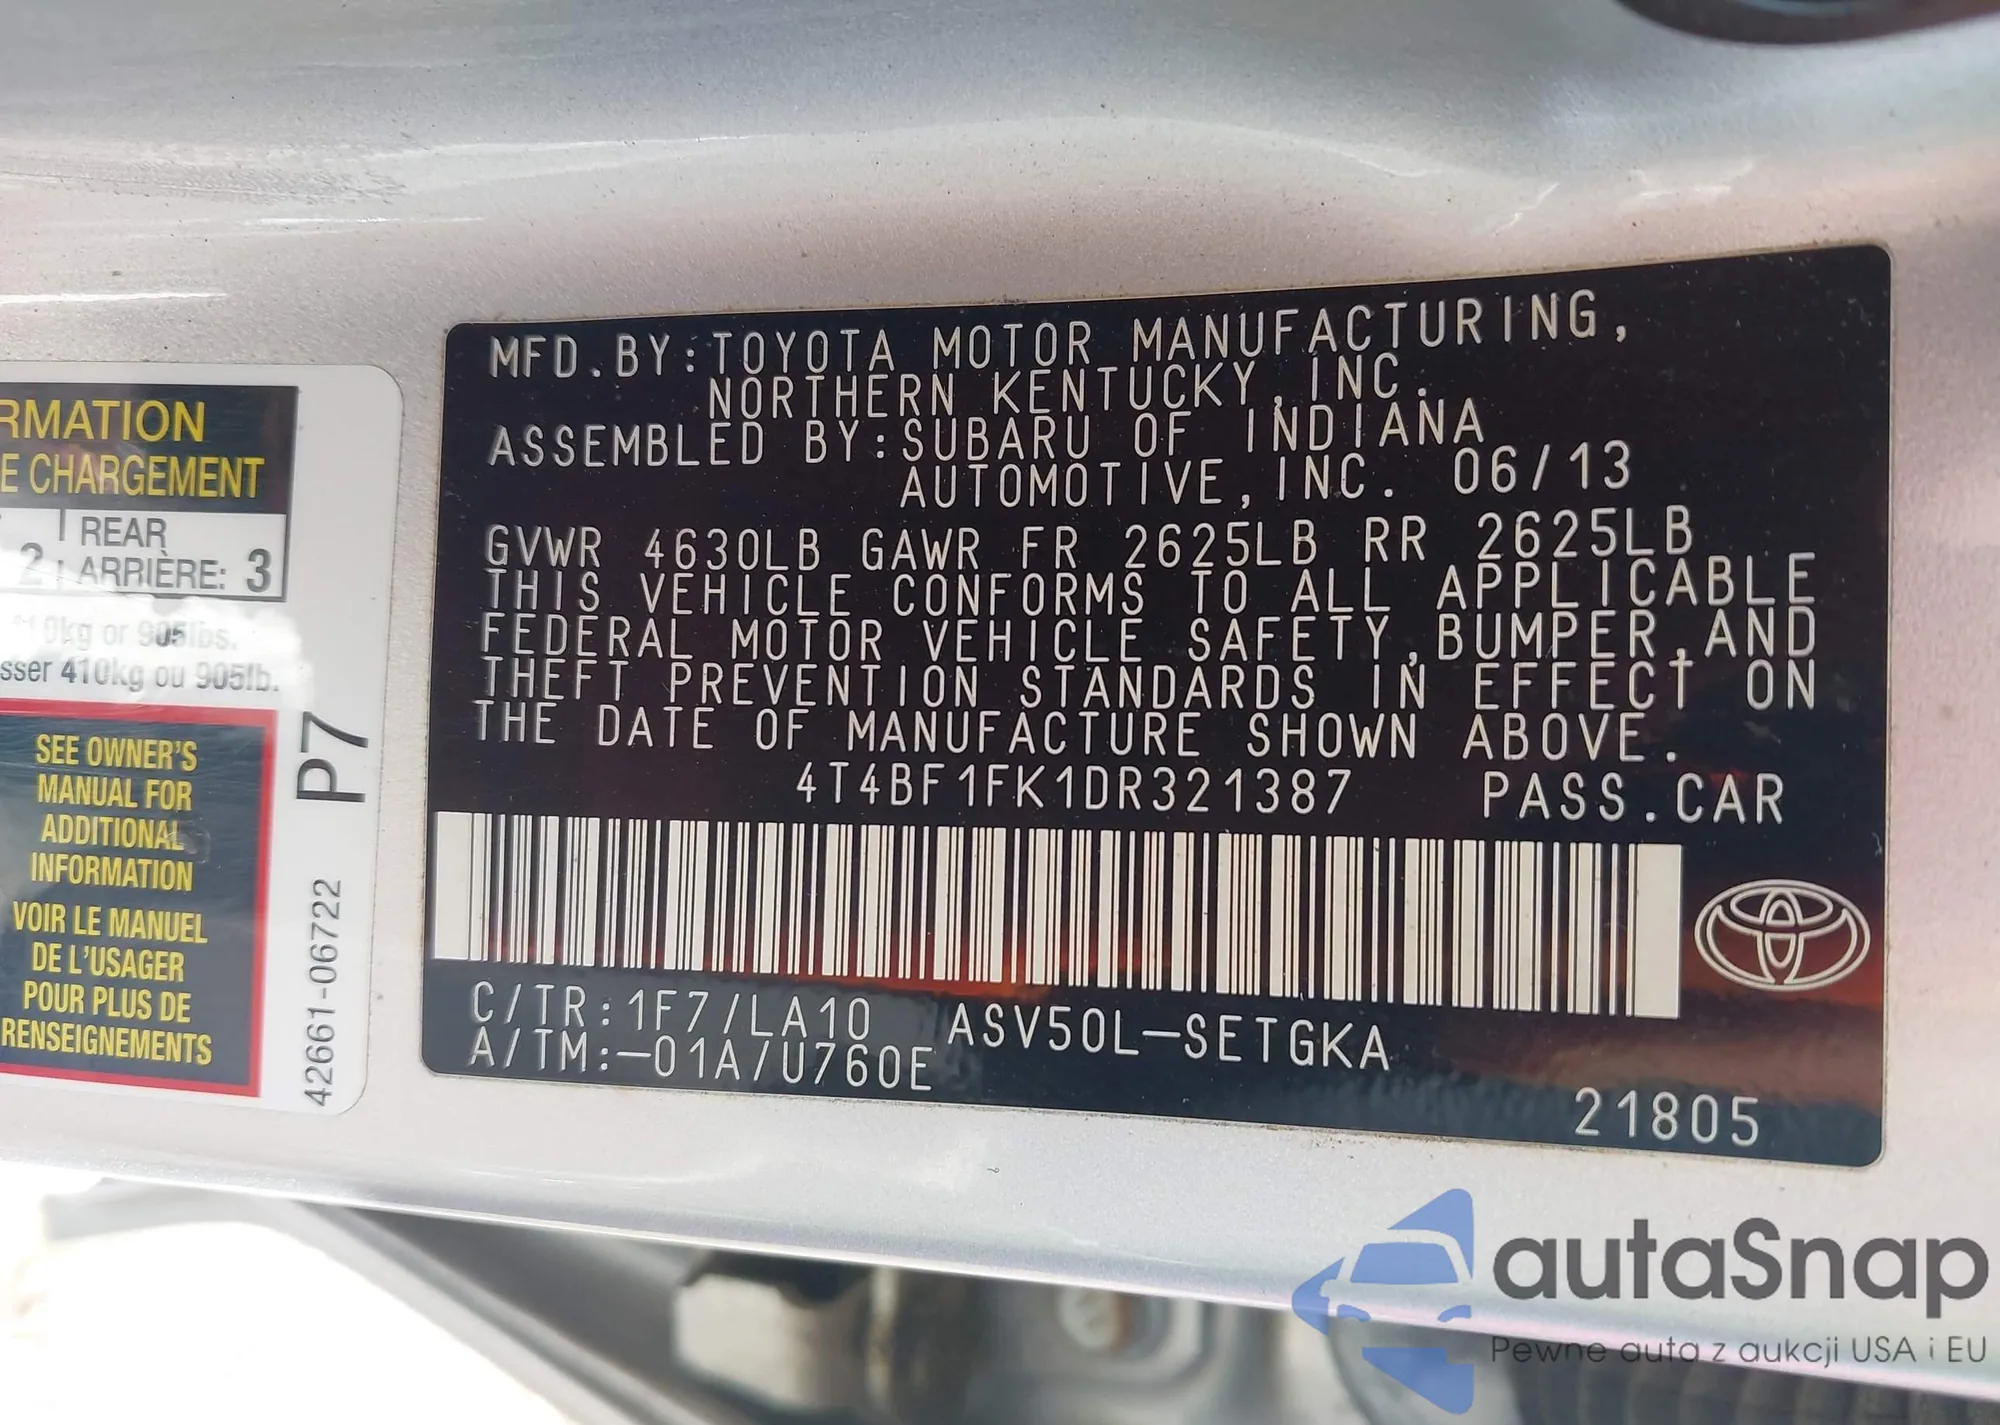 RMATION
E CHARGEMENT
REAR
2 ARRIÈRE: 3
10kg or 905lbs.
sser 410kg ou 905lb.
SEE OWNER'S
MANUAL FOR
ADDITIONAL
INFORMATION
VOIR LE MANUEL
DE L'USAGER
POUR PLUS DE
RENSEIGNEMENTS
P7
42661-06722
MFD.BY:TOYOTA MOTOR MANUFACTURING,
NORTHERN KENTUCKY,INC.
ASSEMBLED BY:SUBARU OF INDIANA
AUTOMOTIVE,INC. 06/13
GVWR 4630LB GAWR FR 2625LB RR 2625LB
THIS VEHICLE CONFORMS TO ALL APPLICABLE
FEDERAL MOTOR VEHICLE SAFETY,BUMPER,AND
THEFT PREVENTION STANDARDS IN EFFECT ON
THE DATE OF MANUFACTURE SHOWN ABOVE.
4T4BF1FK1DR321387 PASS.CAR
C/TR:1F7/LA10 ASV50L-SETGKA
A/TM:-01A/U760E
21805
autaSnap
Pewne auta z aukcji USA i EU